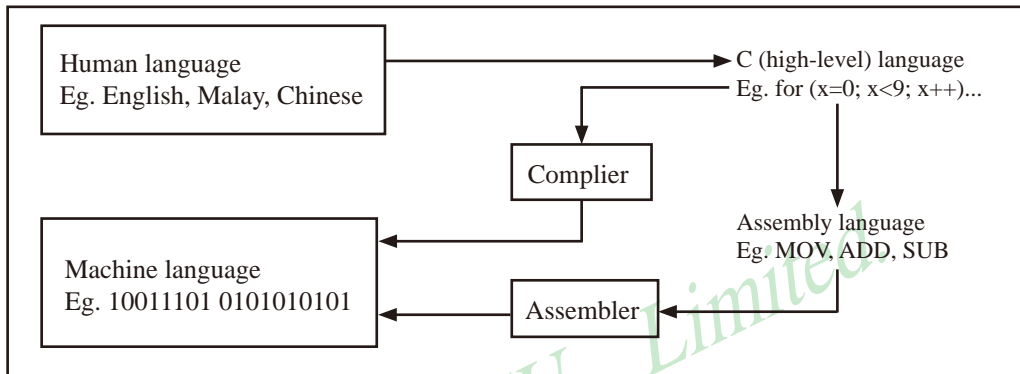 Human language
Eg. English, Malay, Chinese
C (high-level) language
Eg. for (x=0; x<9; x++)...
Complier
Assembly language
Eg. MOV, ADD, SUB
Machine language
Eg. 10011101 0101010101
Assembler
Limited.